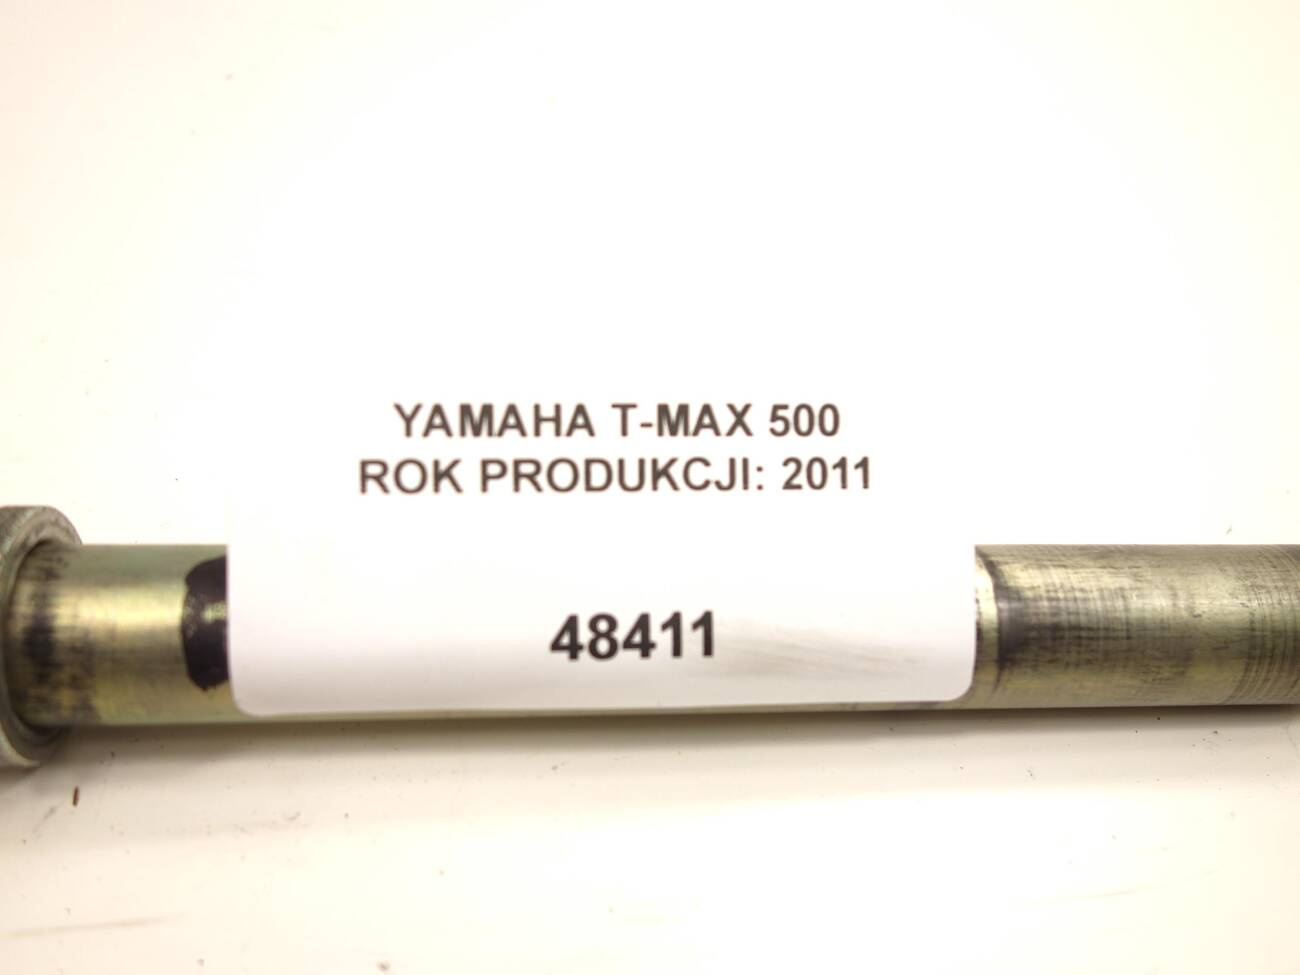 YAMAHA T-MAX 500
ROK PRODUKCJI: 2011
48411